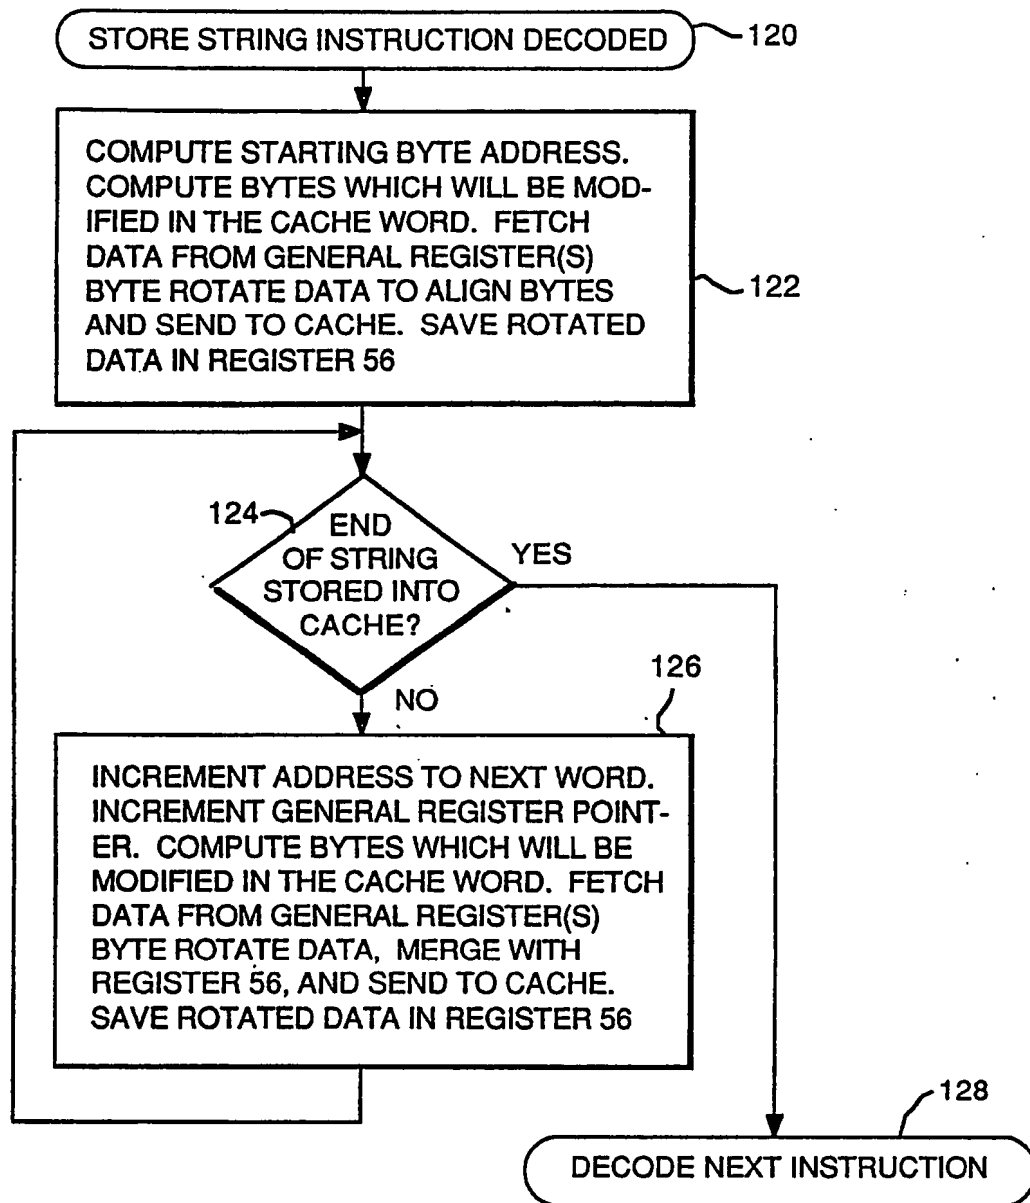 STORE STRING INSTRUCTION DECODED
120
COMPUTE STARTING BYTE ADDRESS.
COMPUTE BYTES WHICH WILL BE MOD-
IFIED IN THE CACHE WORD. FETCH
DATA FROM GENERAL REGISTER(S)
BYTE ROTATE DATA TO ALIGN BYTES
AND SEND TO CACHE. SAVE ROTATED
DATA IN REGISTER 56
122
124
END
OF STRING
STORED INTO
CACHE?
YES
NO
126
INCREMENT ADDRESS TO NEXT WORD.
INCREMENT GENERAL REGISTER POINT-
ER. COMPUTE BYTES WHICH WILL BE
MODIFIED IN THE CACHE WORD. FETCH
DATA FROM GENERAL REGISTER(S)
BYTE ROTATE DATA, MERGE WITH
REGISTER 56, AND SEND TO CACHE.
SAVE ROTATED DATA IN REGISTER 56
128
DECODE NEXT INSTRUCTION